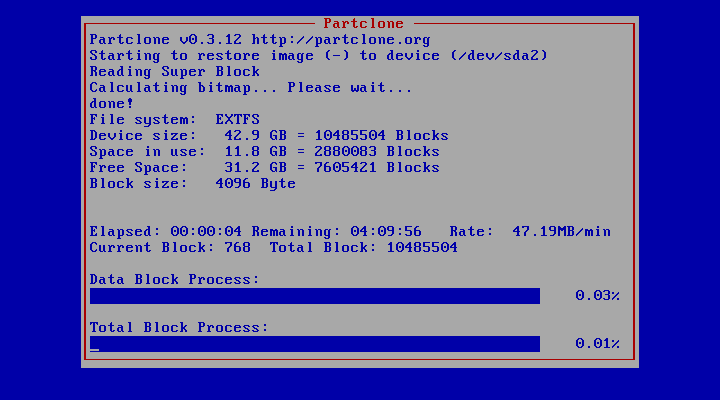 Partclone
Partclone v0.3.12 http://partclone.org
Starting to restore image (-) to device (/dev/sda2)
Reading Super Block
Calculating bitmap... Please wait...
done!
File system:  EXTFS
Device size:   42.9 GB = 10485504 Blocks
Space in use:  11.8 GB = 2880083 Blocks
Free Space:    31.2 GB = 7605421 Blocks
Block size:   4096 Byte
Elapsed: 00:00:04 Remaining: 04:09:56   Rate:  47.19MB/min
Current Block: 768  Total Block: 10485504
Data Block Process:
0.03%
Total Block Process:
0.01%